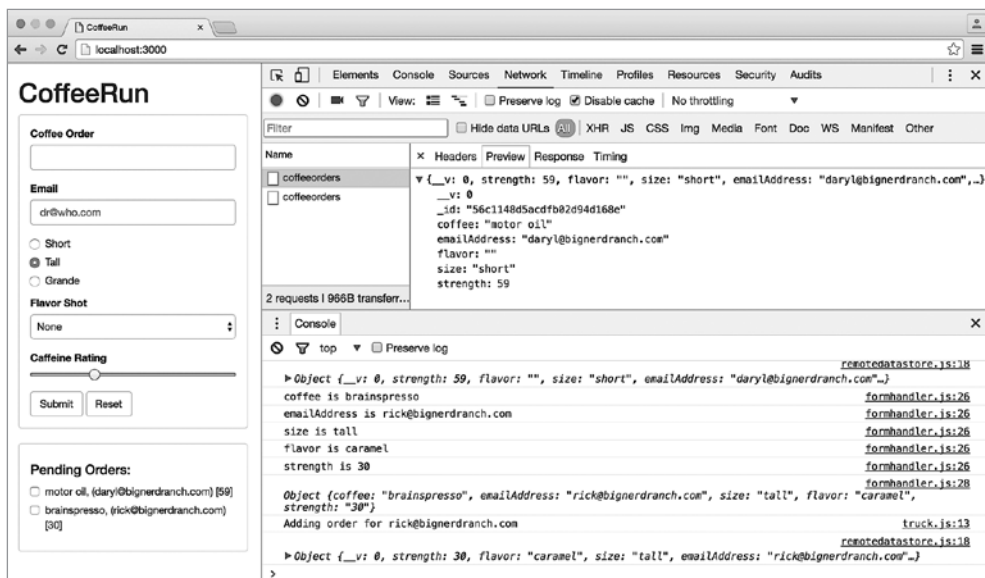 CoffeeRun
localhost:3000
CoffeeRun
Coffee Order
Email
dr@who.com
Short
Tall
Grande
Flavor Shot
None
Caffeine Rating
Submit Reset
Pending Orders:
motor oil, (daryl@bignerdranch.com) [59]
brainspresso, (rick@bignerdranch.com)
[30]
Elements Console Sources Network Timeline Profiles Resources Security Audits
View: Preserve log Disable cache No throttling
Filter Hide data URLs All XHR JS CSS Img Media Font Doc WS Manifest Other
Name
coffeeorders
coffeeorders
2 requests | 966B transferr...
Headers Preview Response Timing
{__v: 0, strength: 59, flavor: "", size: "short", emailAddress: "daryl@bignerdranch.com",…}
__v: 0
_id: "56c1148d5acdfb02d94d168e"
coffee: "motor oil"
emailAddress: "daryl@bignerdranch.com"
flavor: ""
size: "short"
strength: 59
Console
top Preserve log
remotedatastore.js:18
Object {__v: 0, strength: 59, flavor: "", size: "short", emailAddress: "daryl@bignerdranch.com"…}
coffee is brainspresso formhandler.js:26
emailAddress is rick@bignerdranch.com formhandler.js:26
size is tall formhandler.js:26
flavor is caramel formhandler.js:26
strength is 30 formhandler.js:26
formhandler.js:28
Object {coffee: "brainspresso", emailAddress: "rick@bignerdranch.com", size: "tall", flavor: "caramel",
strength: "30"}
Adding order for rick@bignerdranch.com truck.js:13
remotedatastore.js:18
Object {__v: 0, strength: 30, flavor: "caramel", size: "tall", emailAddress: "rick@bignerdranch.com"…}
>